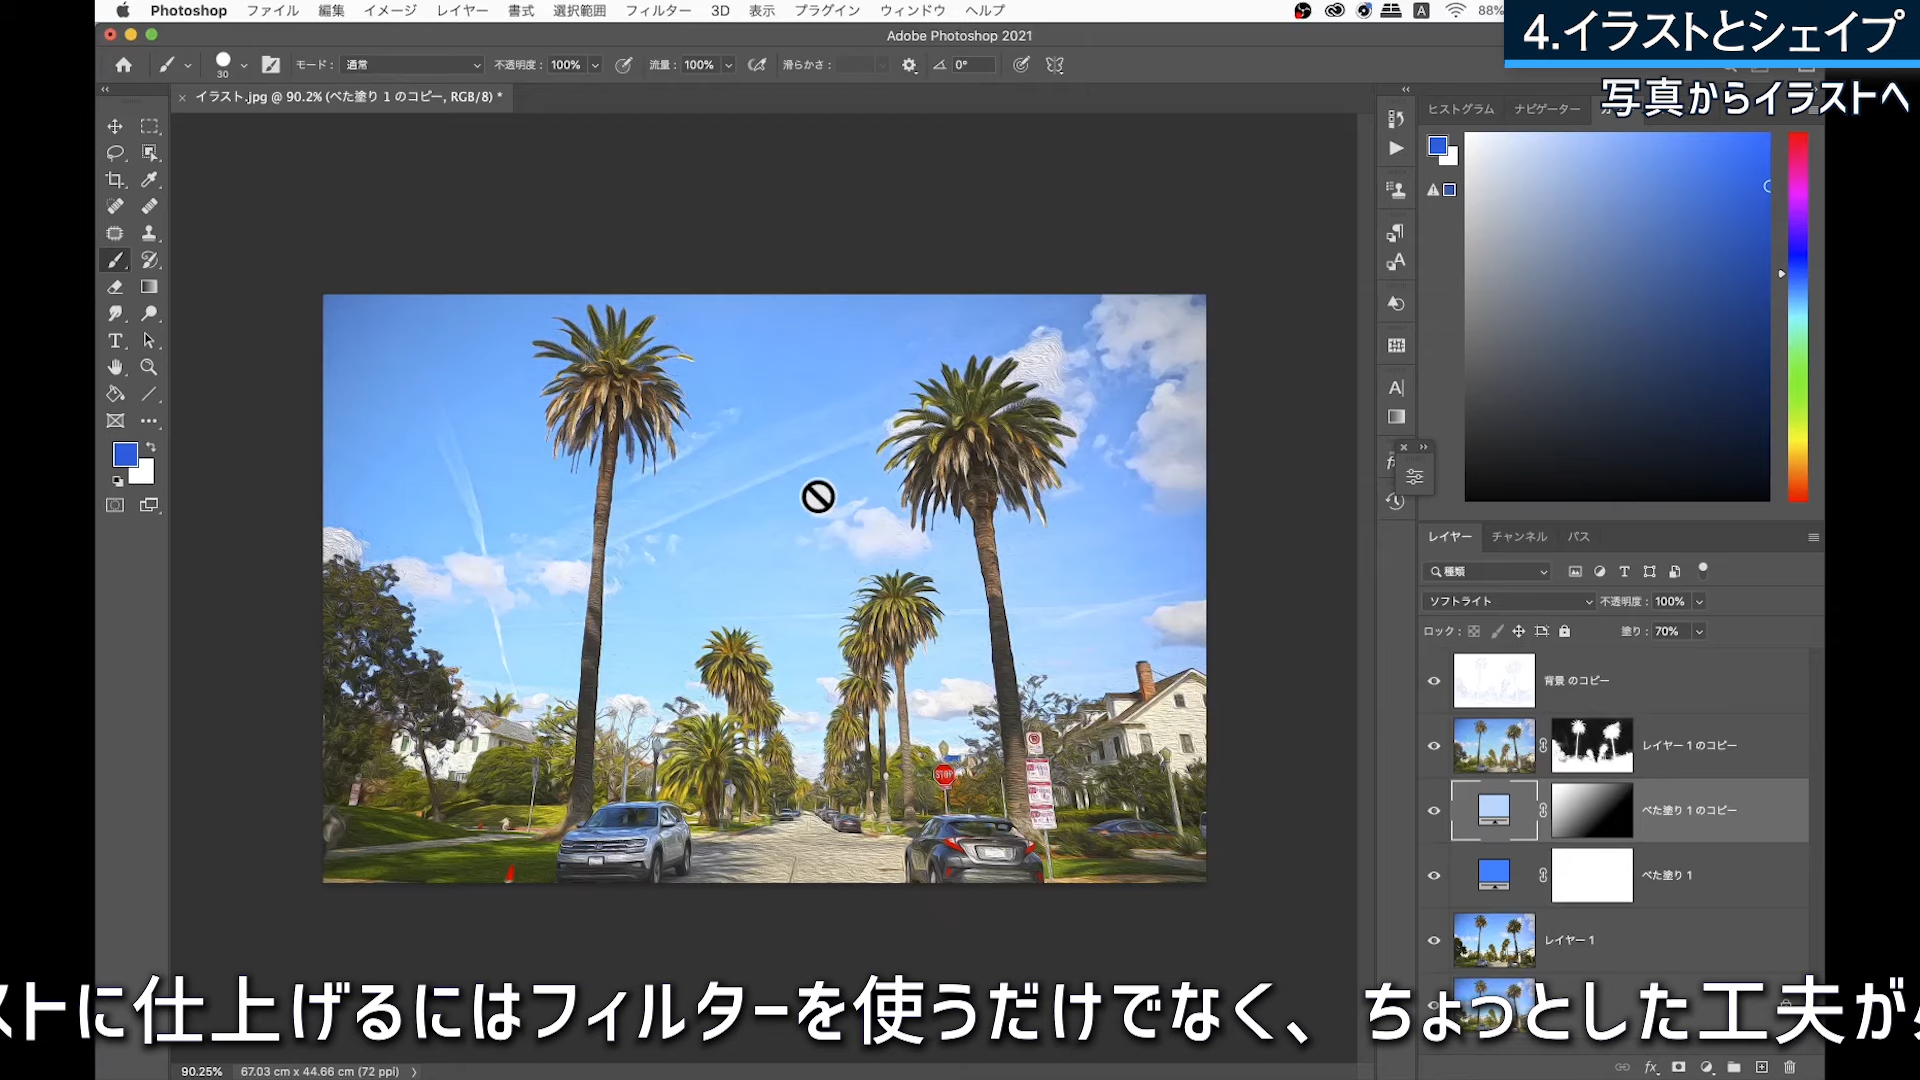 Photoshop ファイル 編集 イメージ レイヤー 書式 選択範囲 フィルター 3D 表示 プラグイン ウィンドウ ヘルプ
A
88%
4.イラストとシェイプ
Adobe Photoshop 2021
30
モード： 通常
不透明度： 100%
流量： 100%
滑らかさ：
0°
写真からイラストへ
イラスト.jpg @ 90.2% (べた塗り 1 のコピー, RGB/8) *
ヒストグラム ナビゲーター
STOP
レイヤー チャンネル パス
種類
ソフトライト 不透明度： 100%
ロック： 塗り： 70%
背景 のコピー
レイヤー 1 のコピー
べた塗り 1 のコピー
べた塗り 1
レイヤー 1
ストに仕上げるにはフィルターを使うだけでなく、 ちょっとした工夫が
90.25% 67.03 cm x 44.66 cm (72 ppi)
fx